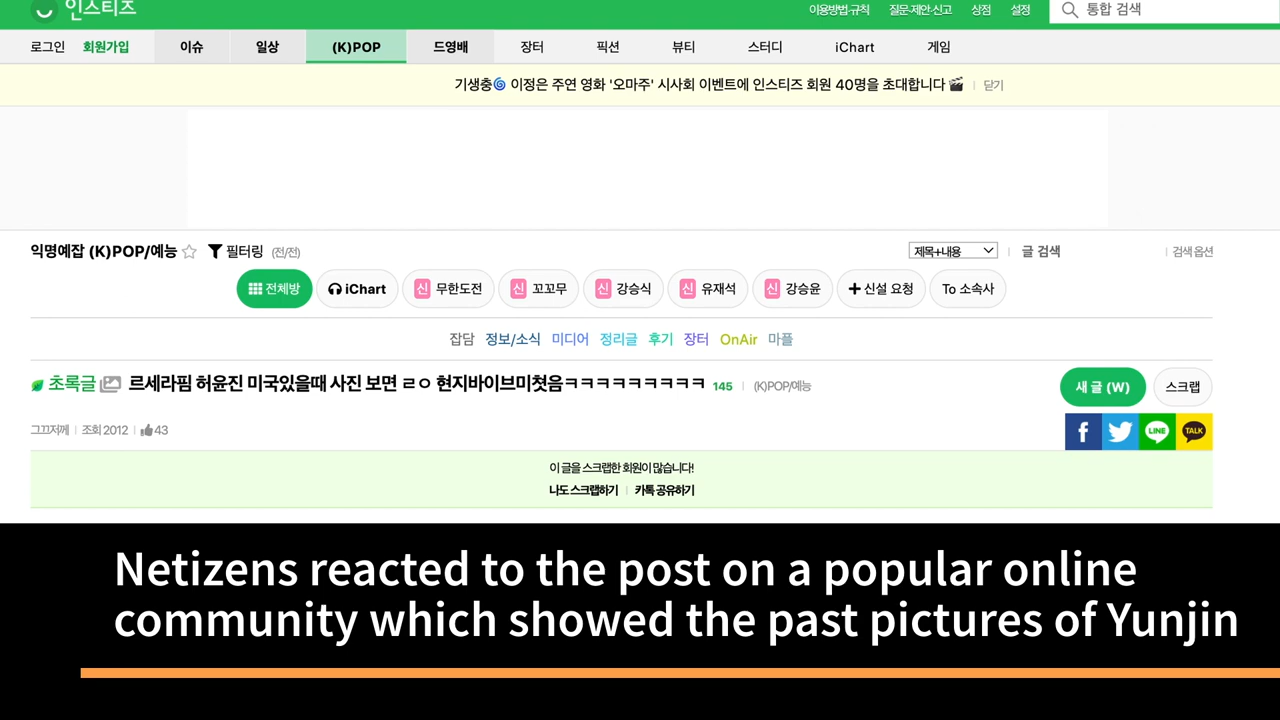 인스티즈
이용방법·규칙 질문·제안·신고 상점 설정 통합 검색
로그인 회원가입 이슈 일상 (K)POP 드영배 장터 픽션 뷰티 스터디 iChart 게임
기생충🌀 이정은 주연 영화 '오마주' 시사회 이벤트에 인스티즈 회원 40명을 초대합니다 🎬 | 닫기
익명예잡 (K)POP/예능 ☆ 필터링 (전/전) 제목+내용 | 글 검색 | 검색 옵션
전체방 iChart 신 무한도전 신 꼬꼬무 신 강승식 신 유재석 신 강승윤 + 신설 요청 To 소속사
잡담 정보/소식 미디어 정리글 후기 장터 OnAir 마플
초록글 르세라핌 허윤진 미국있을때 사진 보면 ㄹㅇ 현지바이브미쳣음ㅋㅋㅋㅋㅋㅋㅋㅋㅋ 145 | (K)POP/예능 새 글 (W) 스크랩
그끄저께 | 조회 2012 | 43
f LINE TALK
이 글을 스크랩한 회원이 많습니다!
나도 스크랩하기 | 카톡 공유하기
Netizens reacted to the post on a popular online
community which showed the past pictures of Yunjin